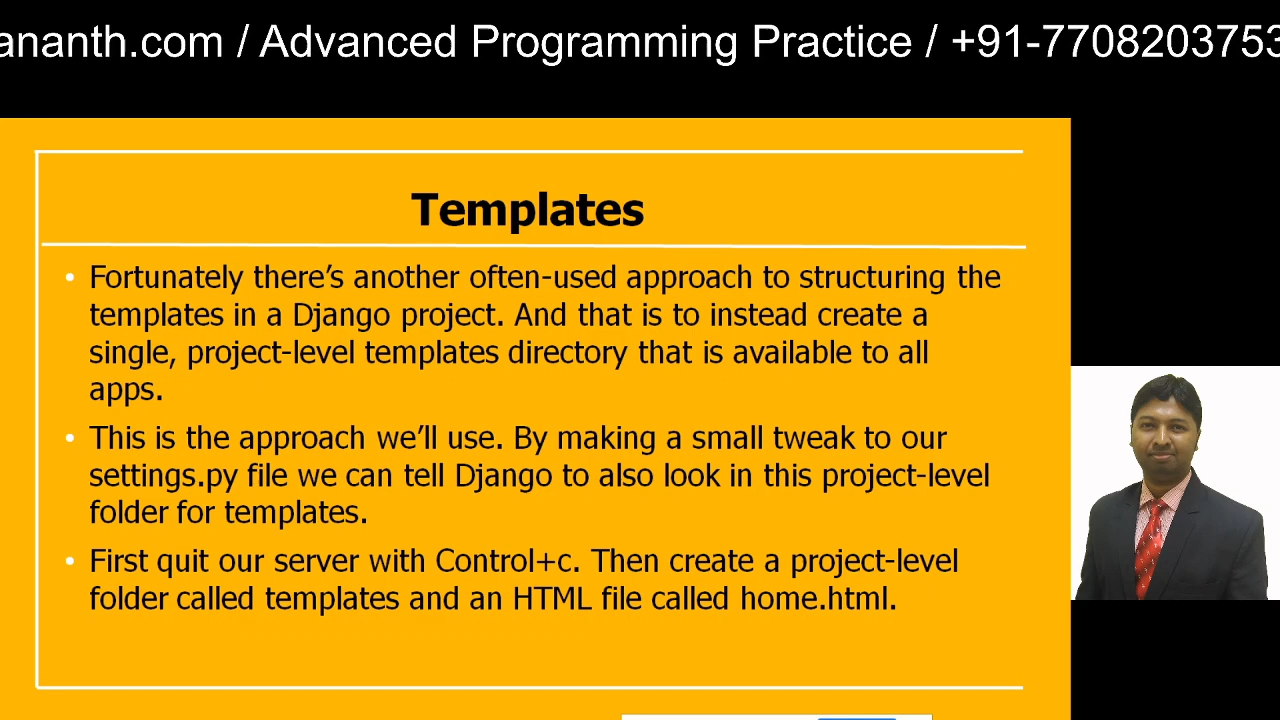 ananth.com / Advanced Programming Practice / +91-7708203753
Templates
• Fortunately there's another often-used approach to structuring the
templates in a Django project. And that is to instead create a
single, project-level templates directory that is available to all
apps.
• This is the approach we'll use. By making a small tweak to our
settings.py file we can tell Django to also look in this project-level
folder for templates.
• First quit our server with Control+c. Then create a project-level
folder called templates and an HTML file called home.html.